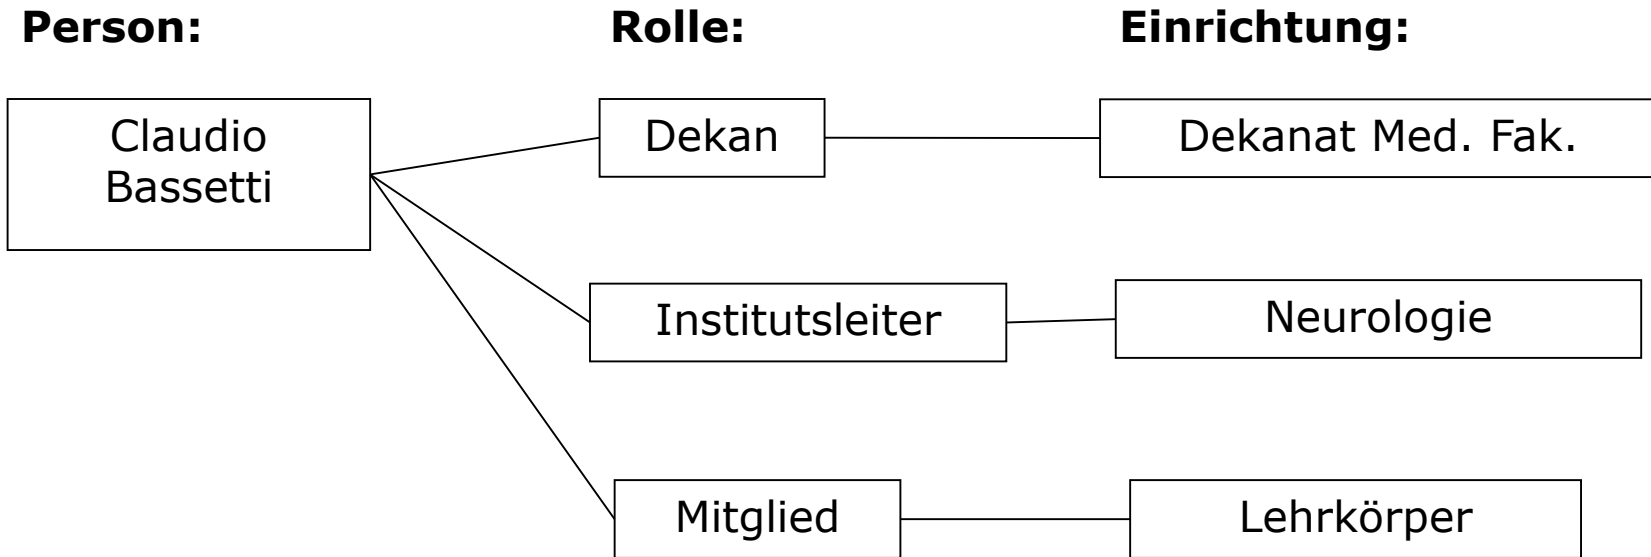 Person:
Rolle:
Einrichtung:
Claudio
Bassetti
Dekan
Dekanat Med. Fak.
Institutsleiter
Neurologie
Mitglied
Lehrkörper